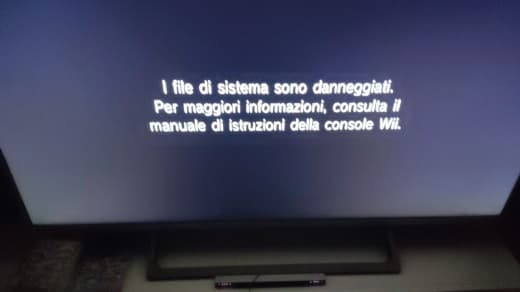 I file di sistema sono danneggiati.
Per maggiori informazioni, consulta il
manuale di istruzioni della console Wii.